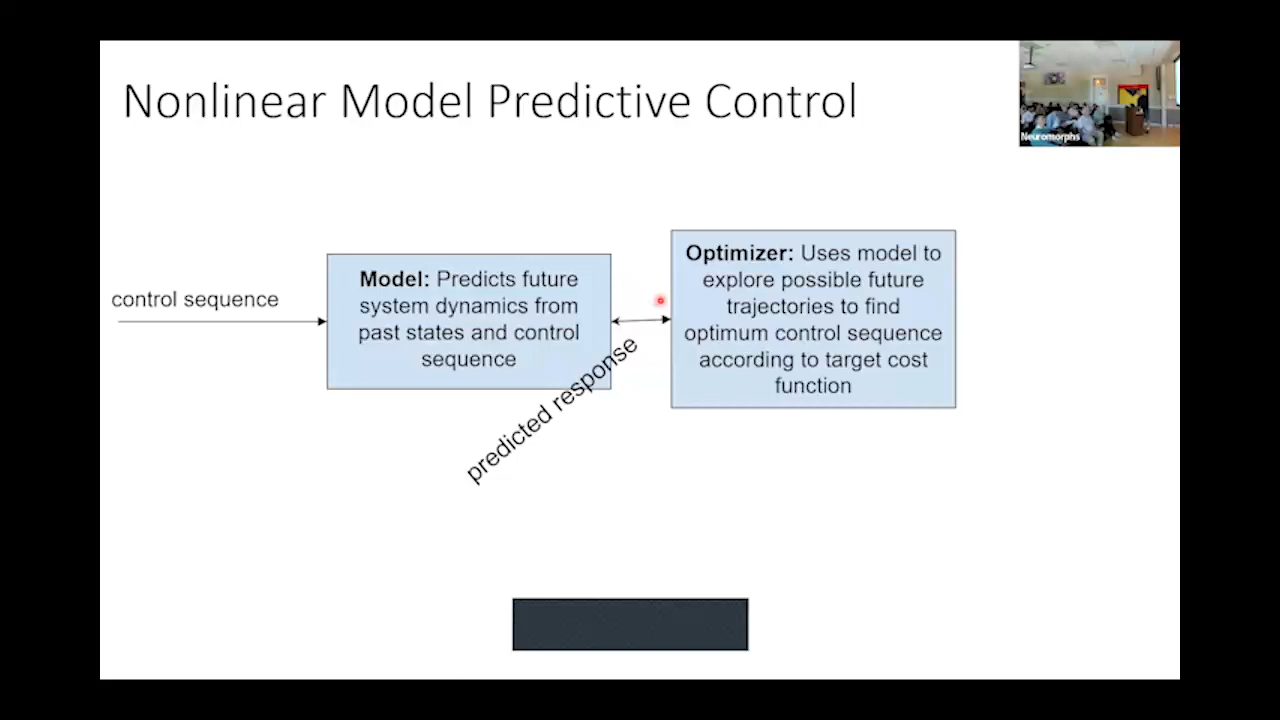 Nonlinear Model Predictive Control
Neuromorphs
control sequence
Model: Predicts future
system dynamics from
past states and control
sequence
predicted response
Optimizer: Uses model to
explore possible future
trajectories to find
optimum control sequence
according to target cost
function